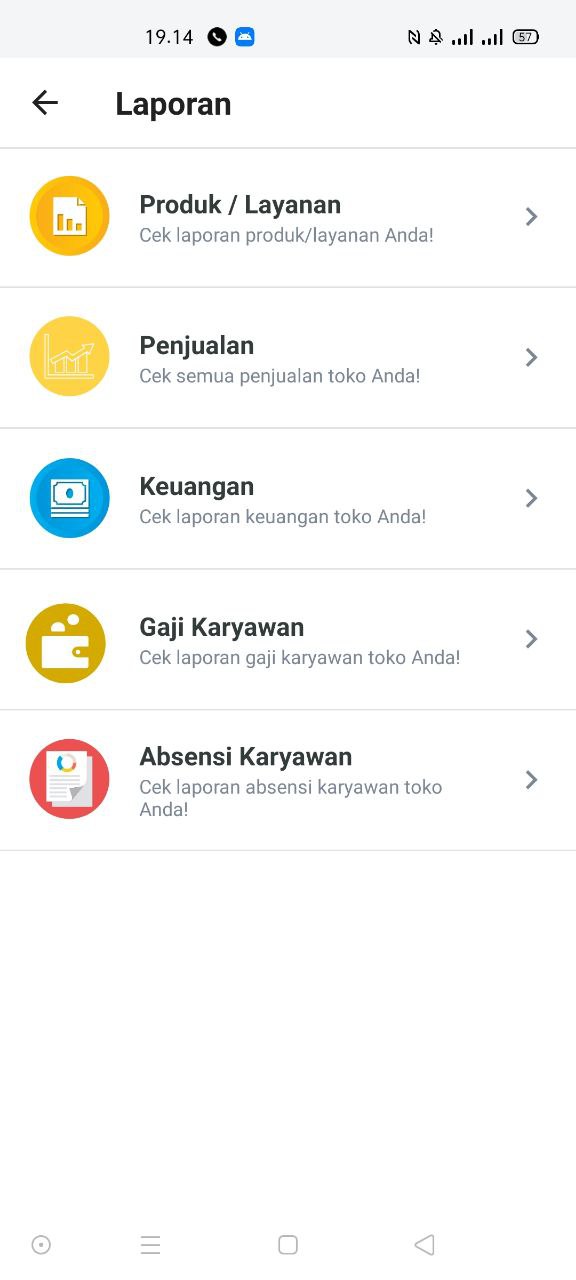 19.14
57
Laporan
Produk / Layanan
Cek laporan produk/layanan Anda!
Penjualan
Cek semua penjualan toko Anda!
Keuangan
Cek laporan keuangan toko Anda!
Gaji Karyawan
Cek laporan gaji karyawan toko Anda!
Absensi Karyawan
Cek laporan absensi karyawan toko
Anda!